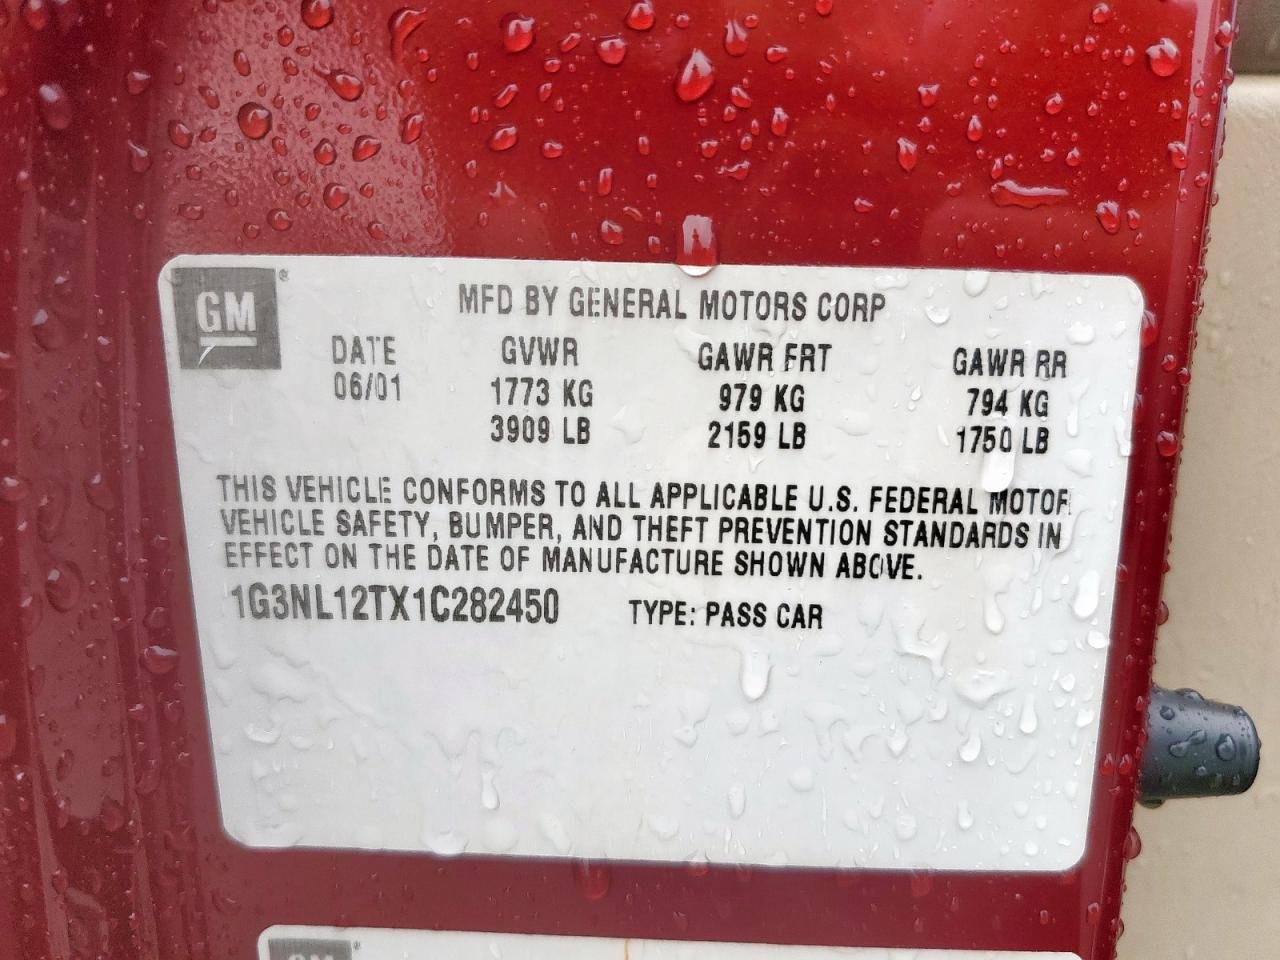 GM
MFD BY GENERAL MOTORS CORP
DATE GVWR GAWR FRT GAWR RR
06/01 1773 KG 979 KG 794 KG
3909 LB 2159 LB 1750 LB
THIS VEHICLE CONFORMS TO ALL APPLICABLE U.S. FEDERAL MOTOR
VEHICLE SAFETY, BUMPER, AND THEFT PREVENTION STANDARDS IN
EFFECT ON THE DATE OF MANUFACTURE SHOWN ABOVE.
1G3NL12TX1C282450 TYPE: PASS CAR
GM